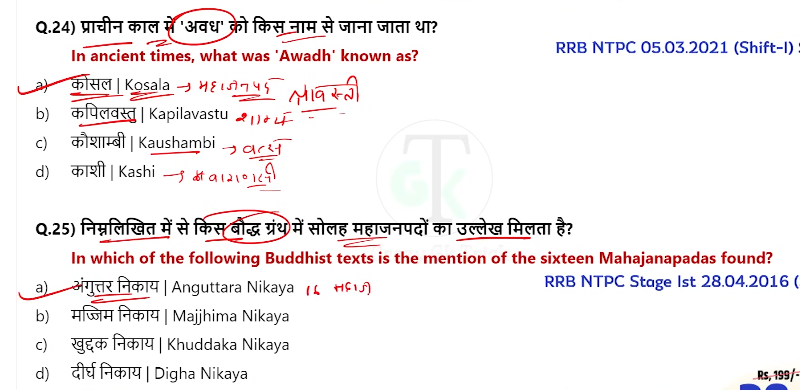 Q.24) प्राचीन काल में 'अवध' को किस नाम से जाना जाता था?
In ancient times, what was 'Awadh' known as?
RRB NTPC 05.03.2021 (Shift-I)
a) कोसल | Kosala → महाजनपद श्रावस्ती
b) कपिलवस्तु | Kapilavastu शाक्य
c) कौशाम्बी | Kaushambi → वत्स
d) काशी | Kashi → वाराणसी
TGK
Q.25) निम्नलिखित में से किस बौद्ध ग्रंथ में सोलह महाजनपदों का उल्लेख मिलता है?
In which of the following Buddhist texts is the mention of the sixteen Mahajanapadas found?
RRB NTPC Stage Ist 28.04.2016
a) अंगुत्तर निकाय | Anguttara Nikaya 16 महाज
b) मज्जिम निकाय | Majjhima Nikaya
c) खुद्दक निकाय | Khuddaka Nikaya
d) दीर्घ निकाय | Digha Nikaya
Rs, 199/-